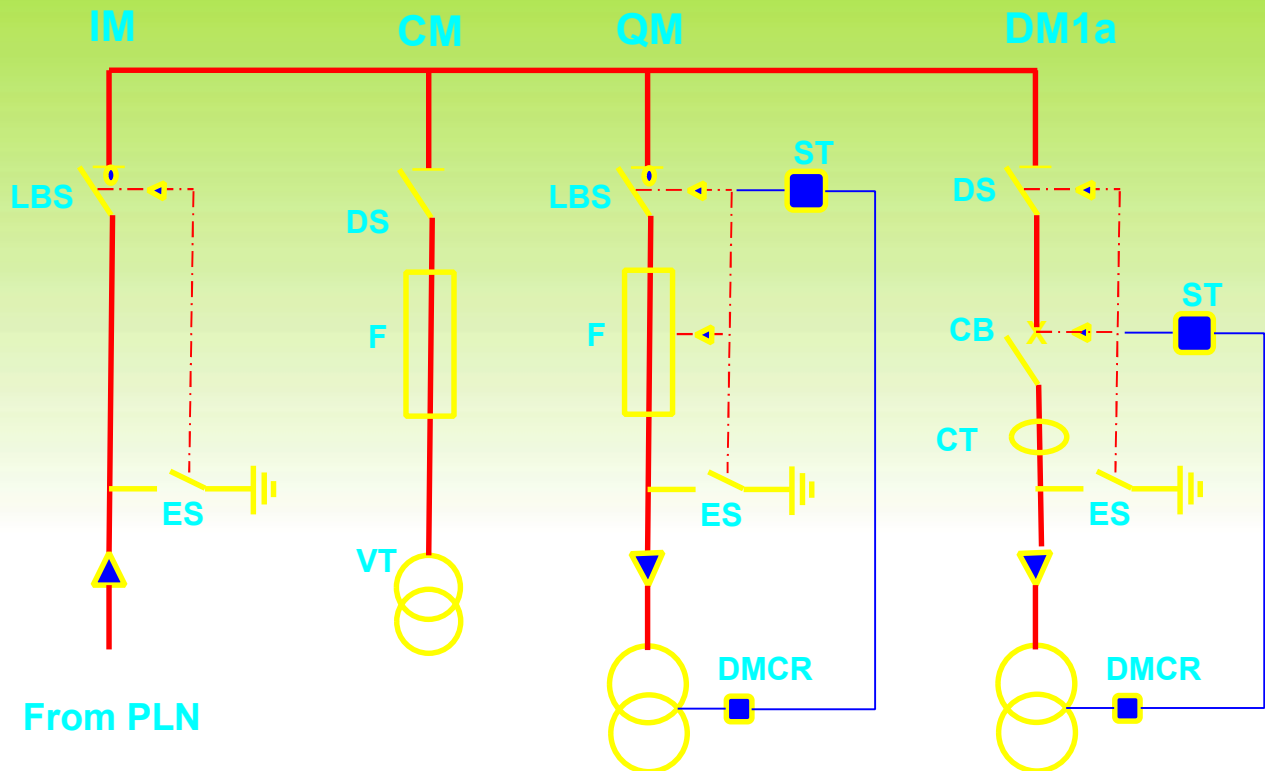 IM
CM
QM
DM1a
ST
LBS
DS
LBS
DS
ST
F
F
CB
CT
ES
ES
ES
VT
DMCR
DMCR
From PLN